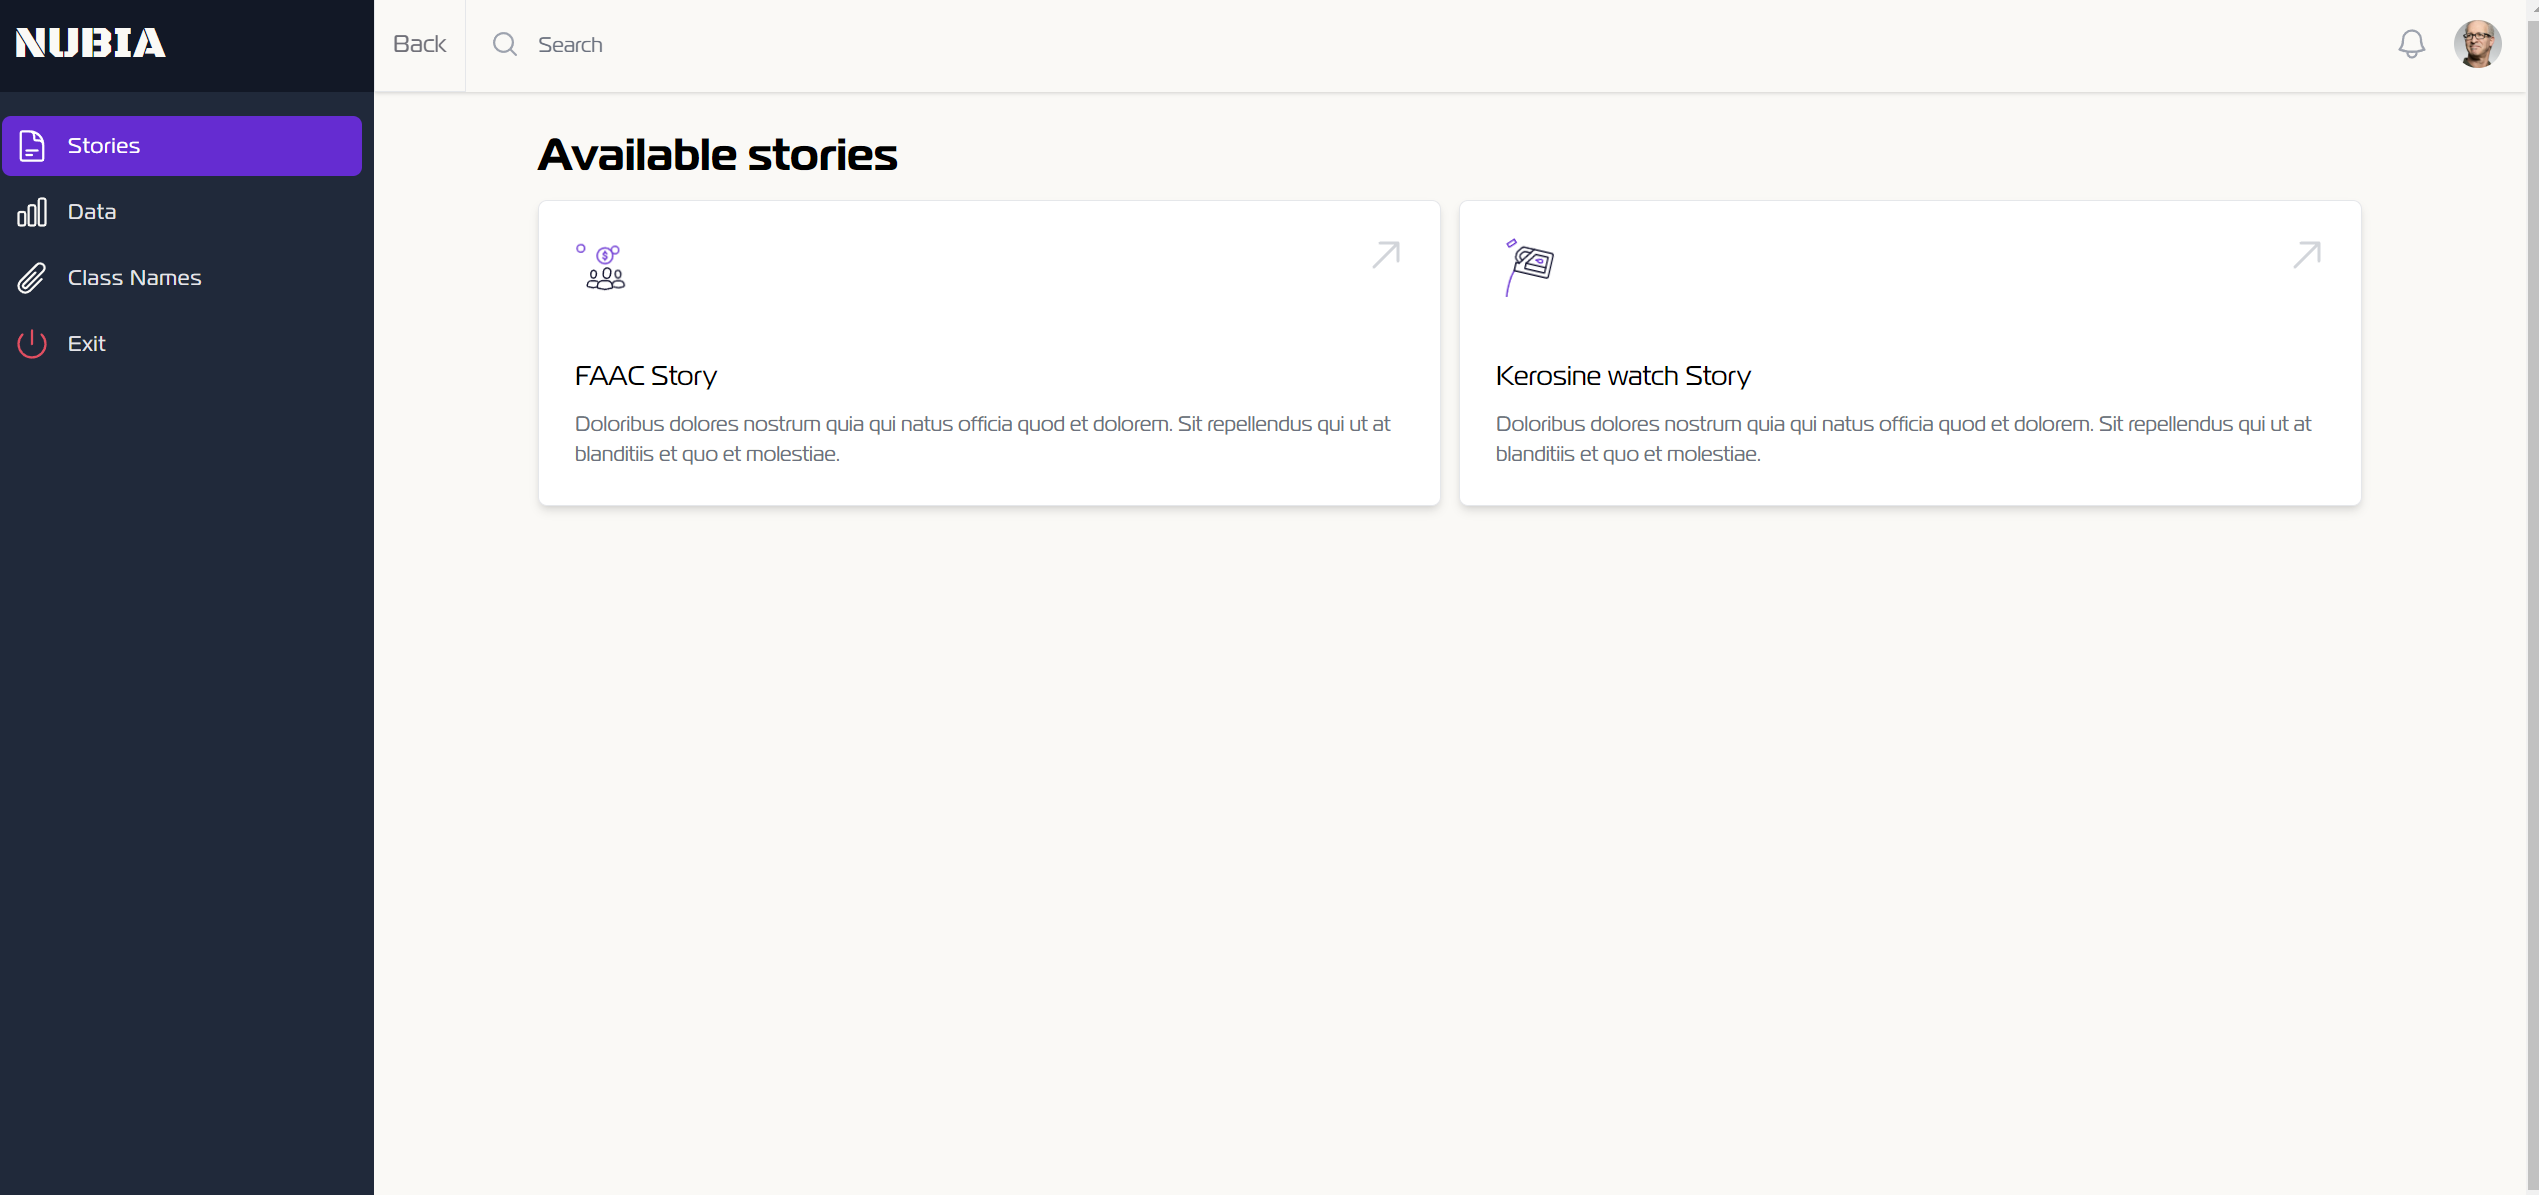 NUBIA
Back
Search
Stories
Data
Class Names
Exit
Available stories
FAAC Story
Doloribus dolores nostrum quia qui natus officia quod et dolorem. Sit repellendus qui ut at
blanditiis et quo et molestiae.
Kerosine watch Story
Doloribus dolores nostrum quia qui natus officia quod et dolorem. Sit repellendus qui ut at
blanditiis et quo et molestiae.